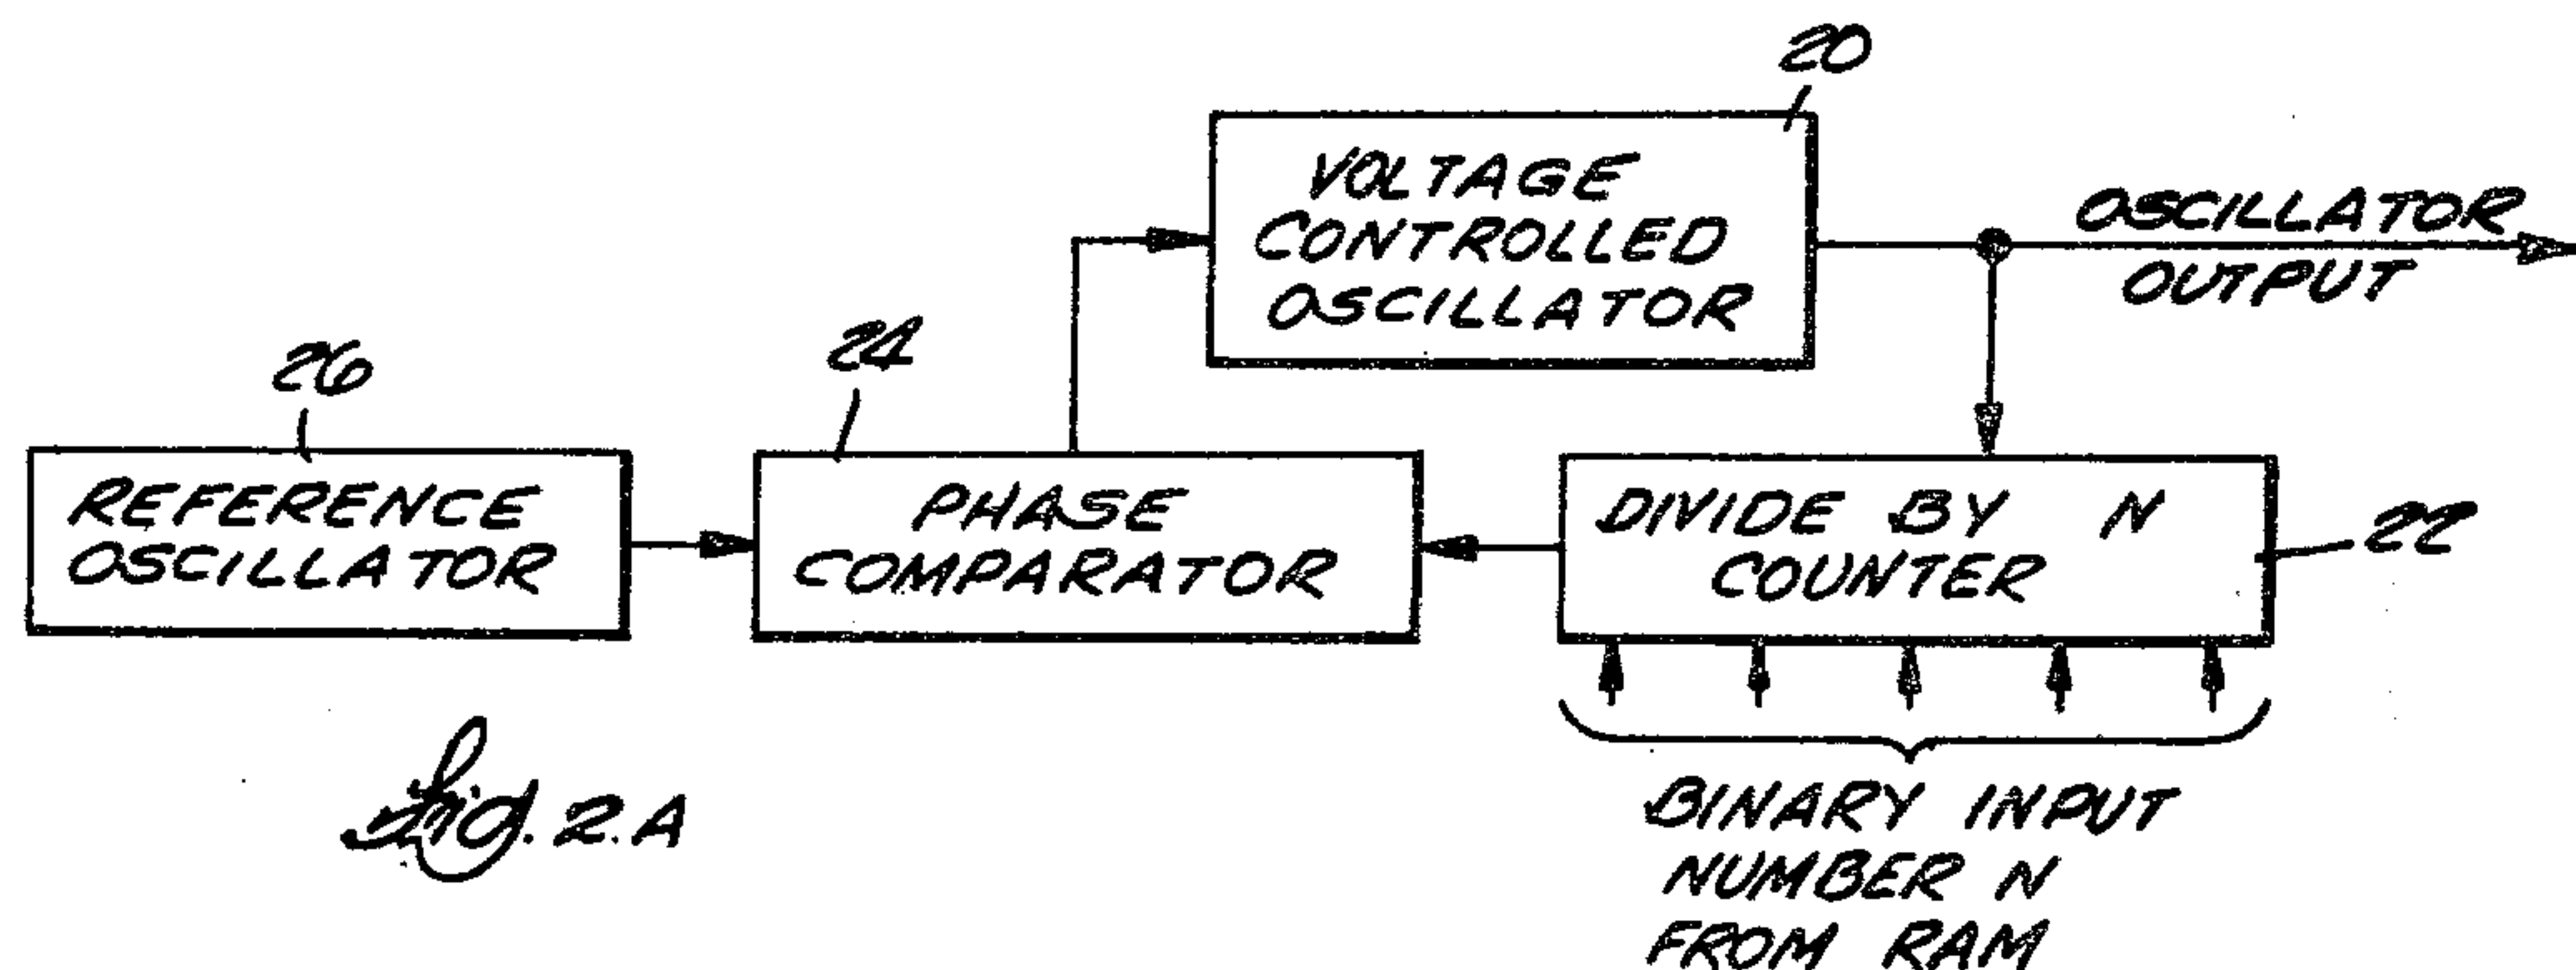 20
VOLTAGE
CONTROLLED
OSCILLATOR
OSCILLATOR
OUTPUT
26
24
REFERENCE
OSCILLATOR
PHASE
COMPARATOR
DIVIDE BY N
COUNTER
22
Fig. 2.A
BINARY INPUT
NUMBER N
FROM RAM